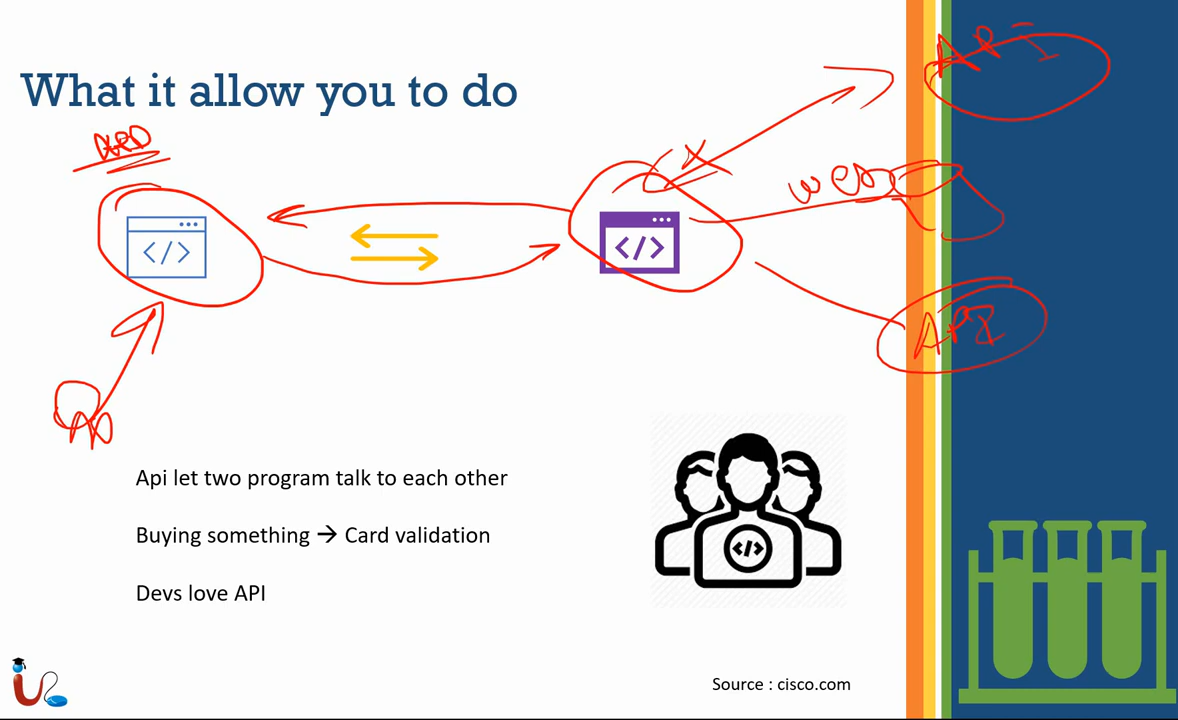 What it allow you to do
API
web
API
</>
</>
Api let two program talk to each other
Buying something → Card validation
Devs love API
</>
Source : cisco.com